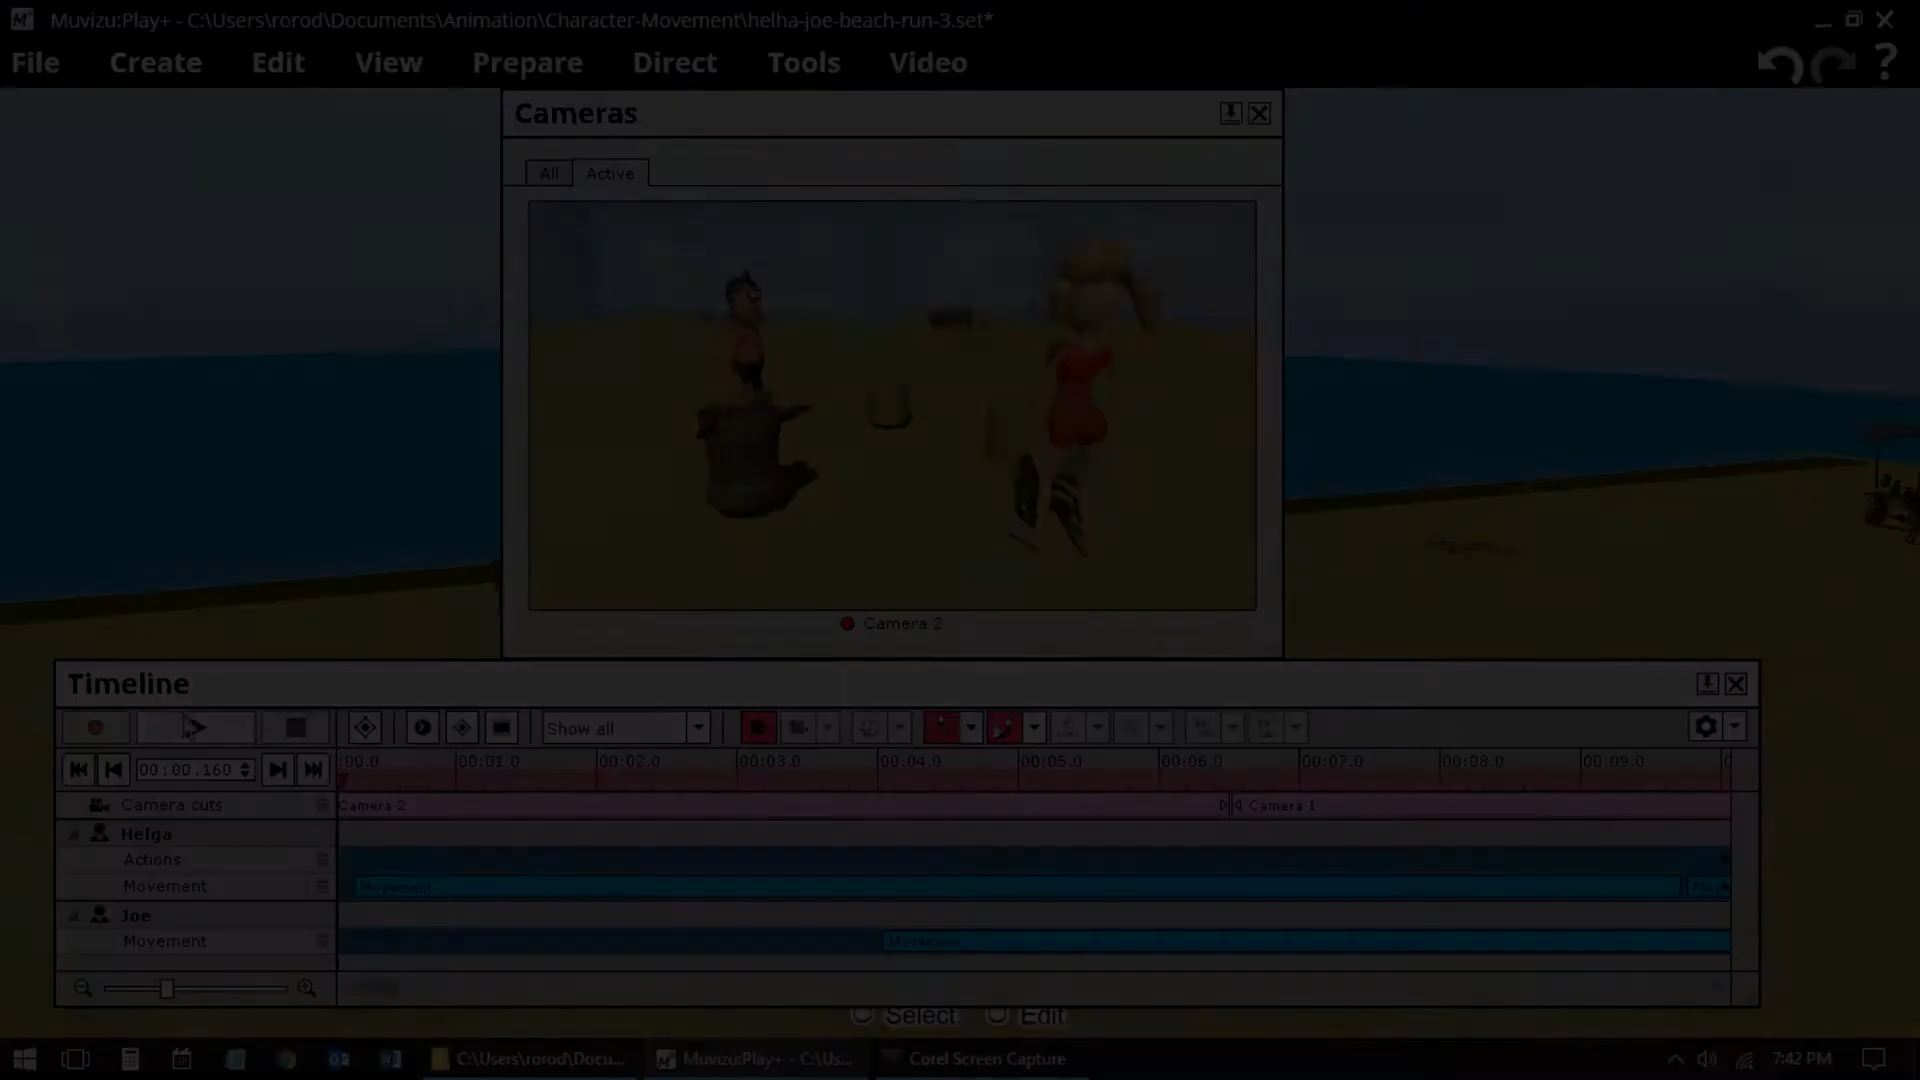 Muvizu:Play+ - C:\Users\rorod\Documents\Animation\Character-Movement\helha-joe-beach-run-3.set*
File Create Edit View Prepare Direct Tools Video ?
Cameras
All Active
Camera 2
Timeline
Show all
00:00.160 :00.0 00:01.0 00:02.0 00:03.0 00:04.0 00:05.0 00:06.0 00:07.0 00:08.0 00:09.0
Camera cuts Camera 2 Camera 1
Helga
Actions
Movement Movement
Joe
Movement Movement
Select Edit
C:\Users\rorod\Docu... Muvizu:Play+ - C:\Us... Corel Screen Capture 7:42 PM